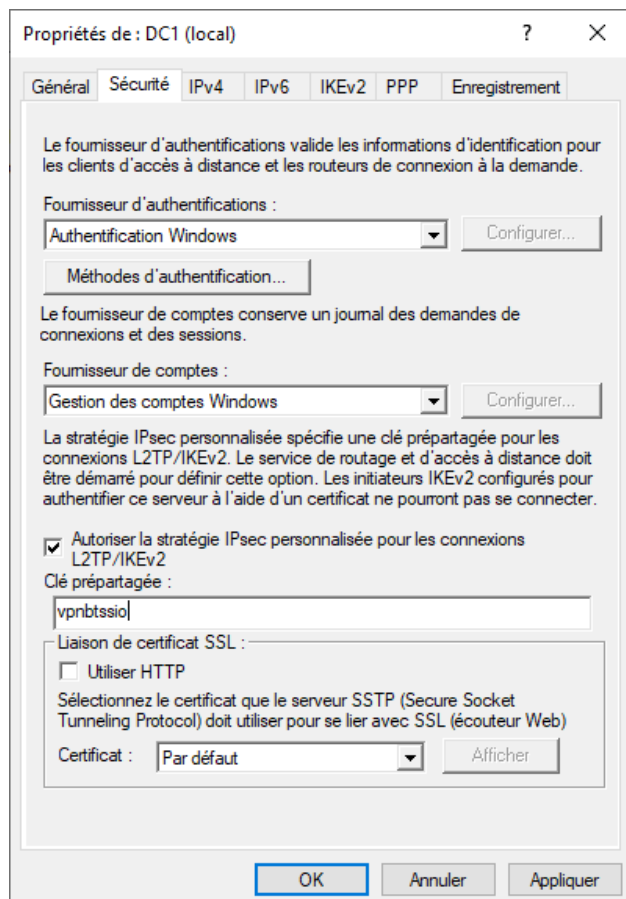 Propriétés de : DC1 (local)
?
Général Sécurité IPv4 IPv6 IKEv2 PPP Enregistrement
Le fournisseur d'authentifications valide les informations d'identification pour
les clients d'accès à distance et les routeurs de connexion à la demande.
Fournisseur d'authentifications :
Authentification Windows Configurer...
Méthodes d'authentification...
Le fournisseur de comptes conserve un journal des demandes de
connexions et des sessions.
Fournisseur de comptes :
Gestion des comptes Windows Configurer...
La stratégie IPsec personnalisée spécifie une clé prépartagée pour les
connexions L2TP/IKEv2. Le service de routage et d'accès à distance doit
être démarré pour définir cette option. Les initiateurs IKEv2 configurés pour
authentifier ce serveur à l'aide d'un certificat ne pourront pas se connecter.
Autoriser la stratégie IPsec personnalisée pour les connexions
L2TP/IKEv2
Clé prépartagée :
vpnbtssio
Liaison de certificat SSL :
Utiliser HTTP
Sélectionnez le certificat que le serveur SSTP (Secure Socket
Tunneling Protocol) doit utiliser pour se lier avec SSL (écouteur Web)
Certificat : Par défaut Afficher
OK Annuler Appliquer